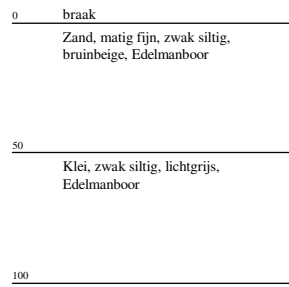 0 braak
Zand, matig fijn, zwak siltig,
bruinbeige, Edelmanboor
50
Klei, zwak siltig, lichtgrijs,
Edelmanboor
100